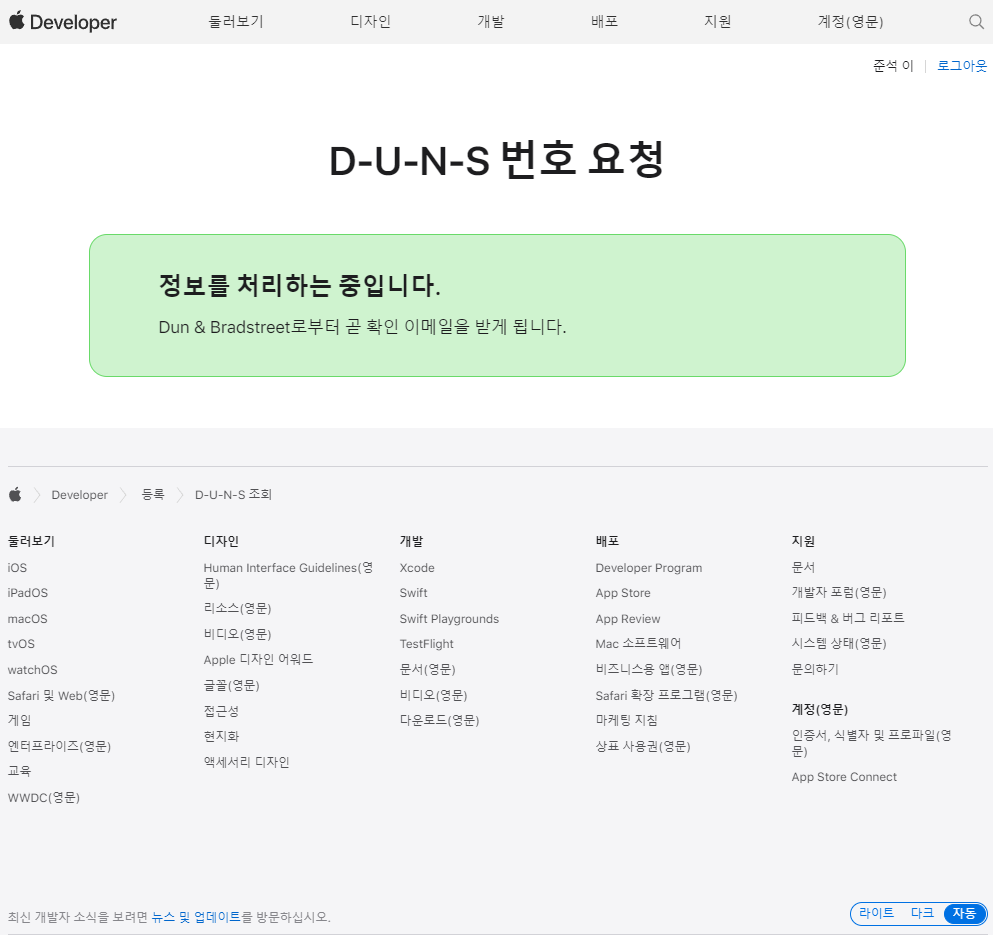 Developer 둘러보기 디자인 개발 배포 지원 계정(영문)
준석 이 로그아웃
D-U-N-S 번호 요청
정보를 처리하는 중입니다.
Dun & Bradstreet로부터 곧 확인 이메일을 받게 됩니다.
Developer 등록 D-U-N-S 조회
둘러보기
iOS
iPadOS
macOS
tvOS
watchOS
Safari 및 Web(영문)
게임
엔터프라이즈(영문)
교육
WWDC(영문)
디자인
Human Interface Guidelines(영
문)
리소스(영문)
비디오(영문)
Apple 디자인 어워드
글꼴(영문)
접근성
현지화
액세서리 디자인
개발
Xcode
Swift
Swift Playgrounds
TestFlight
문서(영문)
비디오(영문)
다운로드(영문)
배포
Developer Program
App Store
App Review
Mac 소프트웨어
비즈니스용 앱(영문)
Safari 확장 프로그램(영문)
마케팅 지침
상표 사용권(영문)
지원
문서
개발자 포럼(영문)
피드백 & 버그 리포트
시스템 상태(영문)
문의하기
계정(영문)
인증서, 식별자 및 프로파일(영
문)
App Store Connect
최신 개발자 소식을 보려면 뉴스 및 업데이트를 방문하십시오.
라이트 다크 자동